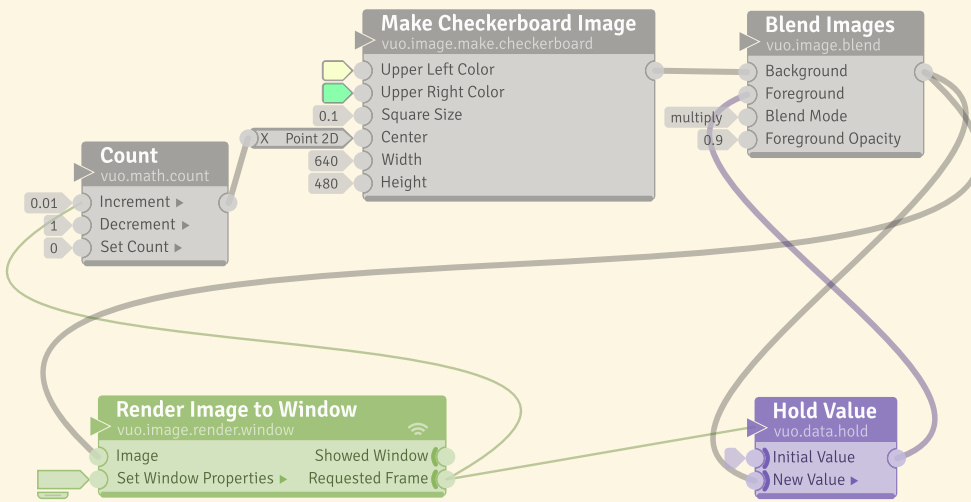 Make Checkerboard Image
vuo.image.make.checkerboard
Upper Left Color
Upper Right Color
0.1 Square Size
X Point 2D Center
640 Width
480 Height
Blend Images
vuo.image.blend
Background
Foreground
multiply Blend Mode
0.9 Foreground Opacity
Count
vuo.math.count
0.01 Increment ▸
1 Decrement ▸
0 Set Count ▸
Render Image to Window
vuo.image.render.window
Image Showed Window
Set Window Properties ▸ Requested Frame
Hold Value
vuo.data.hold
Initial Value
New Value ▸